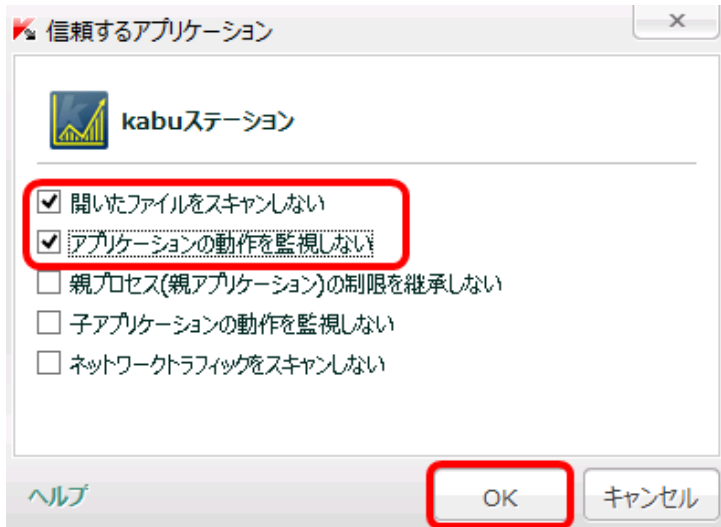 信頼するアプリケーション
kabuステーション
開いたファイルをスキャンしない
アプリケーションの動作を監視しない
親プロセス(親アプリケーション)の制限を継承しない
子アプリケーションの動作を監視しない
ネットワークトラフィックをスキャンしない
ヘルプ
OK
キャンセル